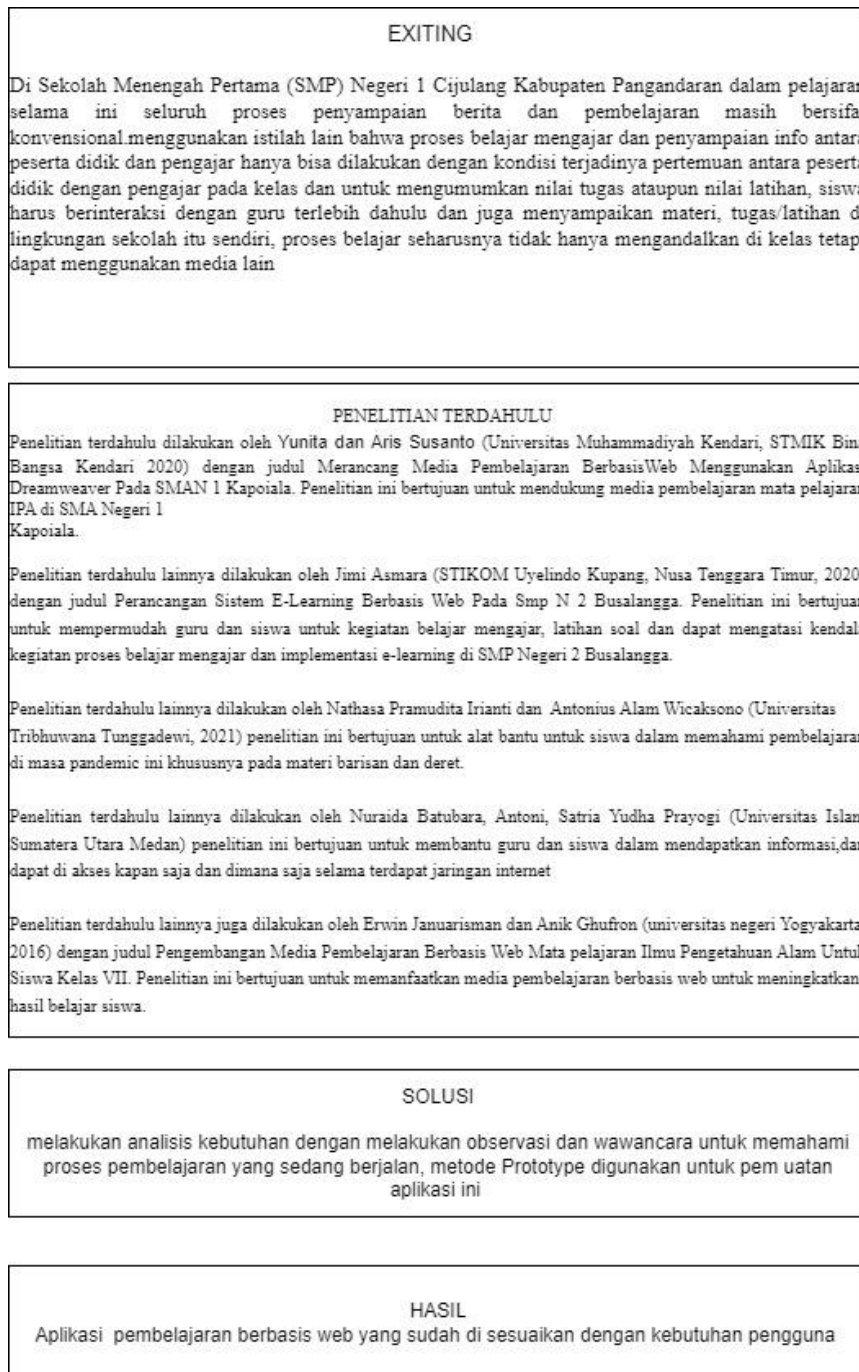 EXITING
Di Sekolah Menengah Pertama (SMP) Negeri 1 Cijulang Kabupaten Pangandaran dalam pelajaran
selama ini seluruh proses penyampaian berita dan pembelajaran masih bersifa
konvensional.menggunakan istilah lain bahwa proses belajar mengajar dan penyampaian info antara
peserta didik dan pengajar hanya bisa dilakukan dengan kondisi terjadinya pertemuan antara peserta
didik dengan pengajar pada kelas dan untuk mengumumkan nilai tugas ataupun nilai latihan, siswa
harus berinteraksi dengan guru terlebih dahulu dan juga menyampaikan materi, tugas/latihan d
lingkungan sekolah itu sendiri, proses belajar seharusnya tidak hanya mengandalkan di kelas tetap
dapat menggunakan media lain
PENELITIAN TERDAHULU
Penelitian terdahulu dilakukan oleh Yunita dan Aris Susanto (Universitas Muhammadiyah Kendari, STMIK Bin
Bangsa Kendari 2020) dengan judul Merancang Media Pembelajaran BerbasisWeb Menggunakan Aplikas
Dreamweaver Pada SMAN 1 Kapoiala. Penelitian ini bertujuan untuk mendukung media pembelajaran mata pelajaran
IPA di SMA Negeri 1
Kapoiala.
Penelitian terdahulu lainnya dilakukan oleh Jimi Asmara (STIKOM Uyelindo Kupang, Nusa Tenggara Timur, 2020
dengan judul Perancangan Sistem E-Learning Berbasis Web Pada Smp N 2 Busalangga. Penelitian ini bertujuan
untuk mempermudah guru dan siswa untuk kegiatan belajar mengajar, latihan soal dan dapat mengatasi kendal
kegiatan proses belajar mengajar dan implementasi e-learning di SMP Negeri 2 Busalangga.
Penelitian terdahulu lainnya dilakukan oleh Nathasa Pramudita Irianti dan Antonius Alam Wicaksono (Universitas
Tribhuwana Tunggadewi, 2021) penelitian ini bertujuan untuk alat bantu untuk siswa dalam memahami pembelajaran
di masa pandemic ini khususnya pada materi barisan dan deret.
Penelitian terdahulu lainnya dilakukan oleh Nuraida Batubara, Antoni, Satria Yudha Prayogi (Universitas Islan
Sumatera Utara Medan) penelitian ini bertujuan untuk membantu guru dan siswa dalam mendapatkan informasi,dan
dapat di akses kapan saja dan dimana saja selama terdapat jaringan internet
Penelitian terdahulu lainnya juga dilakukan oleh Erwin Januarisman dan Anik Ghufron (universitas negeri Yogyakarta
2016) dengan judul Pengembangan Media Pembelajaran Berbasis Web Mata pelajaran Ilmu Pengetahuan Alam Untuk
Siswa Kelas VII. Penelitian ini bertujuan untuk memanfaatkan media pembelajaran berbasis web untuk meningkatkan
hasil belajar siswa.
SOLUSI
melakukan analisis kebutuhan dengan melakukan observasi dan wawancara untuk memahami
proses pembelajaran yang sedang berjalan, metode Prototype digunakan untuk pem uatan
aplikasi ini
HASIL
Aplikasi pembelajaran berbasis web yang sudah di sesuaikan dengan kebutuhan pengguna